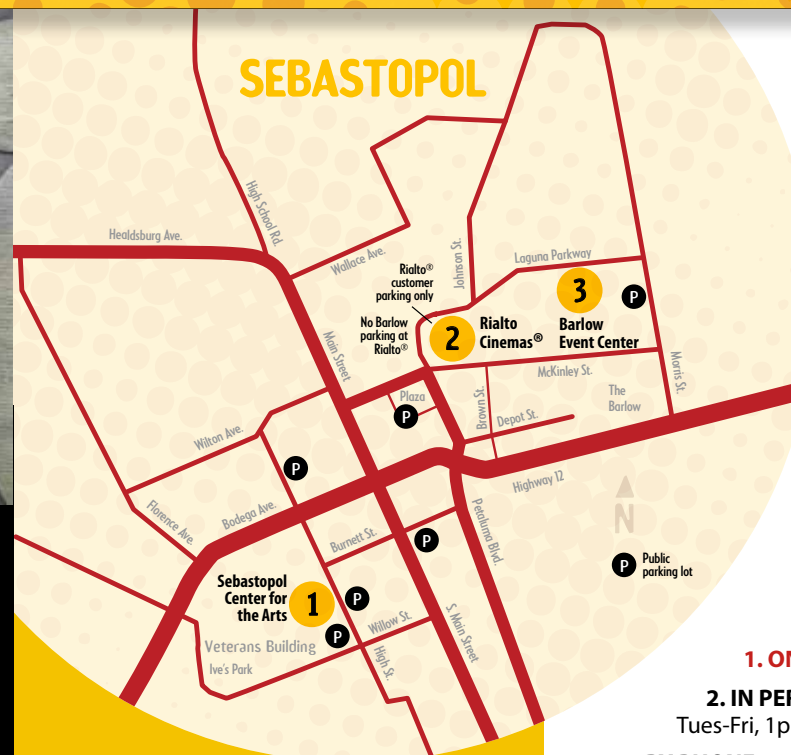 SEBASTOPOL
High School Rd.
Healdsburg Ave.
Wallace Ave.
Johnson St.
Laguna Parkway
Rialto®
customer
parking only
No Barlow
parking at
Rialto®
2
Rialto
Cinemas®
3
Barlow
Event Center
P
Main Street
McKinley St.
Morris St.
Plaza
P
Brown St.
Depot St.
The
Barlow
Wilton Ave.
P
Highway 12
Florence Ave.
Bodega Ave.
Burnett St.
P
Petaluma Blvd.
N
P
Public
parking lot
Sebastopol
Center for
the Arts
1
P
P
Willow St.
S. Main Street
Veterans Building
Ive's Park
High St.
1. ON
2. IN PER
Tues-Fri, 1p